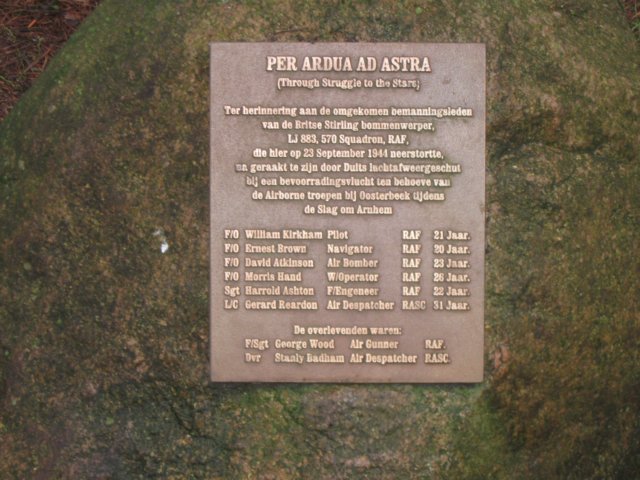 PER ARDUA AD ASTRA
(Through Struggle to the Stars)
Ter herinnering aan de omgekomen bemanningsleden
van de Britse Stirling bommenwerper,
LJ 883, 570 Squadron, RAF,
die hier op 23 September 1944 neerstortte,
na geraakt te zijn door Duits luchtafweergeschut
bij een bevoorradingsvlucht ten behoeve van
de Airborne troepen bij Oosterbeek tijdens
de Slag om Arnhem
F/O William Kirkham Pilot RAF 21 Jaar.
F/O Ernest Brown Navigator RAF 20 Jaar.
F/O David Atkinson Air Bomber RAF 23 Jaar.
F/O Morris Hand W/Operator RAF 26 Jaar.
Sgt Harrold Ashton F/Engeneer RAF 22 Jaar.
L/C Gerard Reardon Air Despatcher RASC 31 Jaar.
De overlevenden waren:
F/Sgt George Wood Air Gunner RAF.
Dvr Stanly Badham Air Despatcher RASC.